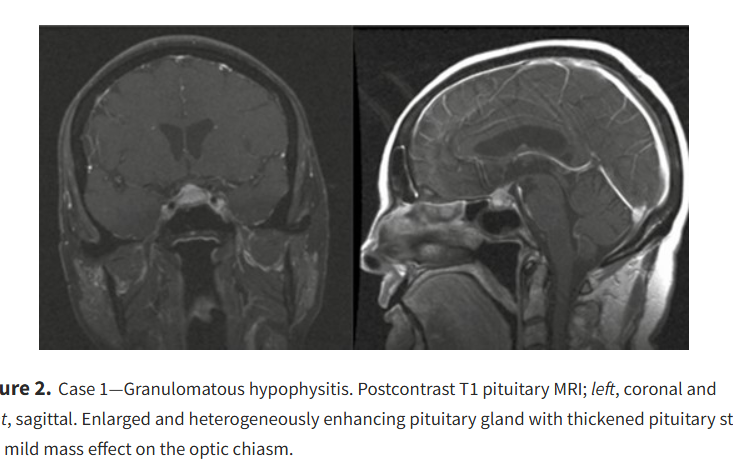 ure 2. Case 1—Granulomatous hypophysitis. Postcontrast T1 pituitary MRI; left, coronal and
t, sagittal. Enlarged and heterogeneously enhancing pituitary gland with thickened pituitary st
mild mass effect on the optic chiasm.